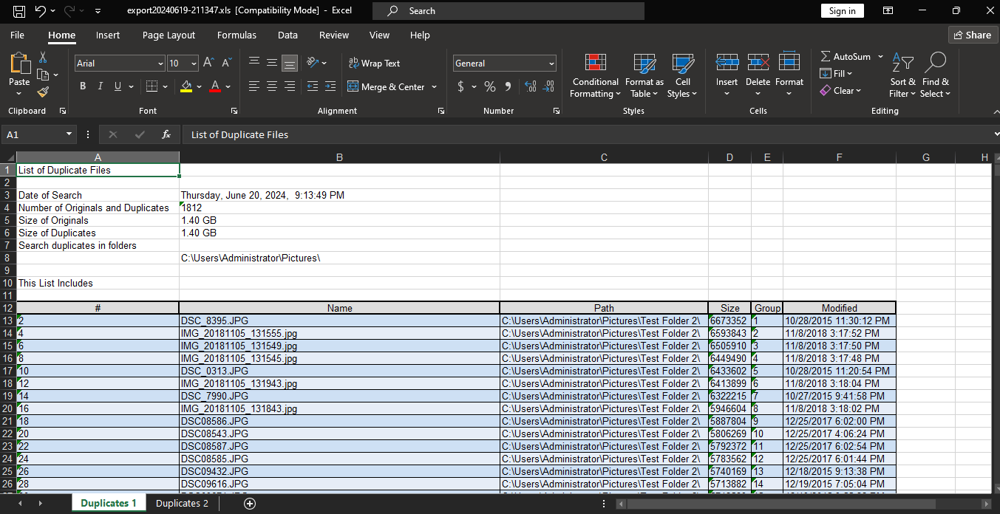 export20240619-211347.xls [Compatibility Mode] - Excel
Search
Sign in
File Home Insert Page Layout Formulas Data Review View Help
Share
Arial 10 A A
ab Wrap Text
General
AutoSum
Paste
B I U A
Merge & Center
$ % 9
Conditional Formatting
Format as Table
Cell Styles
Insert Delete Format
Fill
Clear
Sort & Filter
Find & Select
Clipboard Font Alignment Number Styles Cells Editing
A1 fx List of Duplicate Files
A B C D E F G H
1 List of Duplicate Files
2
3 Date of Search Thursday, June 20, 2024, 9:13:49 PM
4 Number of Originals and Duplicates 1812
5 Size of Originals 1.40 GB
6 Size of Duplicates 1.40 GB
7 Search duplicates in folders
8 C:\Users\Administrator\Pictures\
9
10 This List Includes
11
12 # Name Path Size Group Modified
13 2 DSC_8395.JPG C:\Users\Administrator\Pictures\Test Folder 2\ 6673352 1 10/28/2015 11:30:12 PM
14 4 IMG_20181105_131555.jpg C:\Users\Administrator\Pictures\Test Folder 2\ 6593843 2 11/8/2018 3:17:52 PM
15 6 IMG_20181105_131549.jpg C:\Users\Administrator\Pictures\Test Folder 2\ 6505910 3 11/8/2018 3:17:50 PM
16 8 IMG_20181105_131545.jpg C:\Users\Administrator\Pictures\Test Folder 2\ 6449490 4 11/8/2018 3:17:48 PM
17 10 DSC_0313.JPG C:\Users\Administrator\Pictures\Test Folder 2\ 6433602 5 10/28/2015 11:20:54 PM
18 12 IMG_20181105_131943.jpg C:\Users\Administrator\Pictures\Test Folder 2\ 6413899 6 11/8/2018 3:18:04 PM
19 14 DSC_7990.JPG C:\Users\Administrator\Pictures\Test Folder 2\ 6322215 7 10/27/2015 9:41:58 PM
20 16 IMG_20181105_131843.jpg C:\Users\Administrator\Pictures\Test Folder 2\ 5946604 8 11/8/2018 3:18:02 PM
21 18 DSC08586.JPG C:\Users\Administrator\Pictures\Test Folder 2\ 5887804 9 12/25/2017 6:02:00 PM
22 20 DSC08543.JPG C:\Users\Administrator\Pictures\Test Folder 2\ 5806269 10 12/25/2017 4:06:24 PM
23 22 DSC08587.JPG C:\Users\Administrator\Pictures\Test Folder 2\ 5792372 11 12/25/2017 6:02:54 PM
24 24 DSC08585.JPG C:\Users\Administrator\Pictures\Test Folder 2\ 5783562 12 12/25/2017 6:01:44 PM
25 26 DSC09432.JPG C:\Users\Administrator\Pictures\Test Folder 2\ 5740169 13 12/18/2015 9:13:38 PM
26 28 DSC09616.JPG C:\Users\Administrator\Pictures\Test Folder 2\ 5713882 14 12/19/2015 7:05:04 PM
Duplicates 1 Duplicates 2